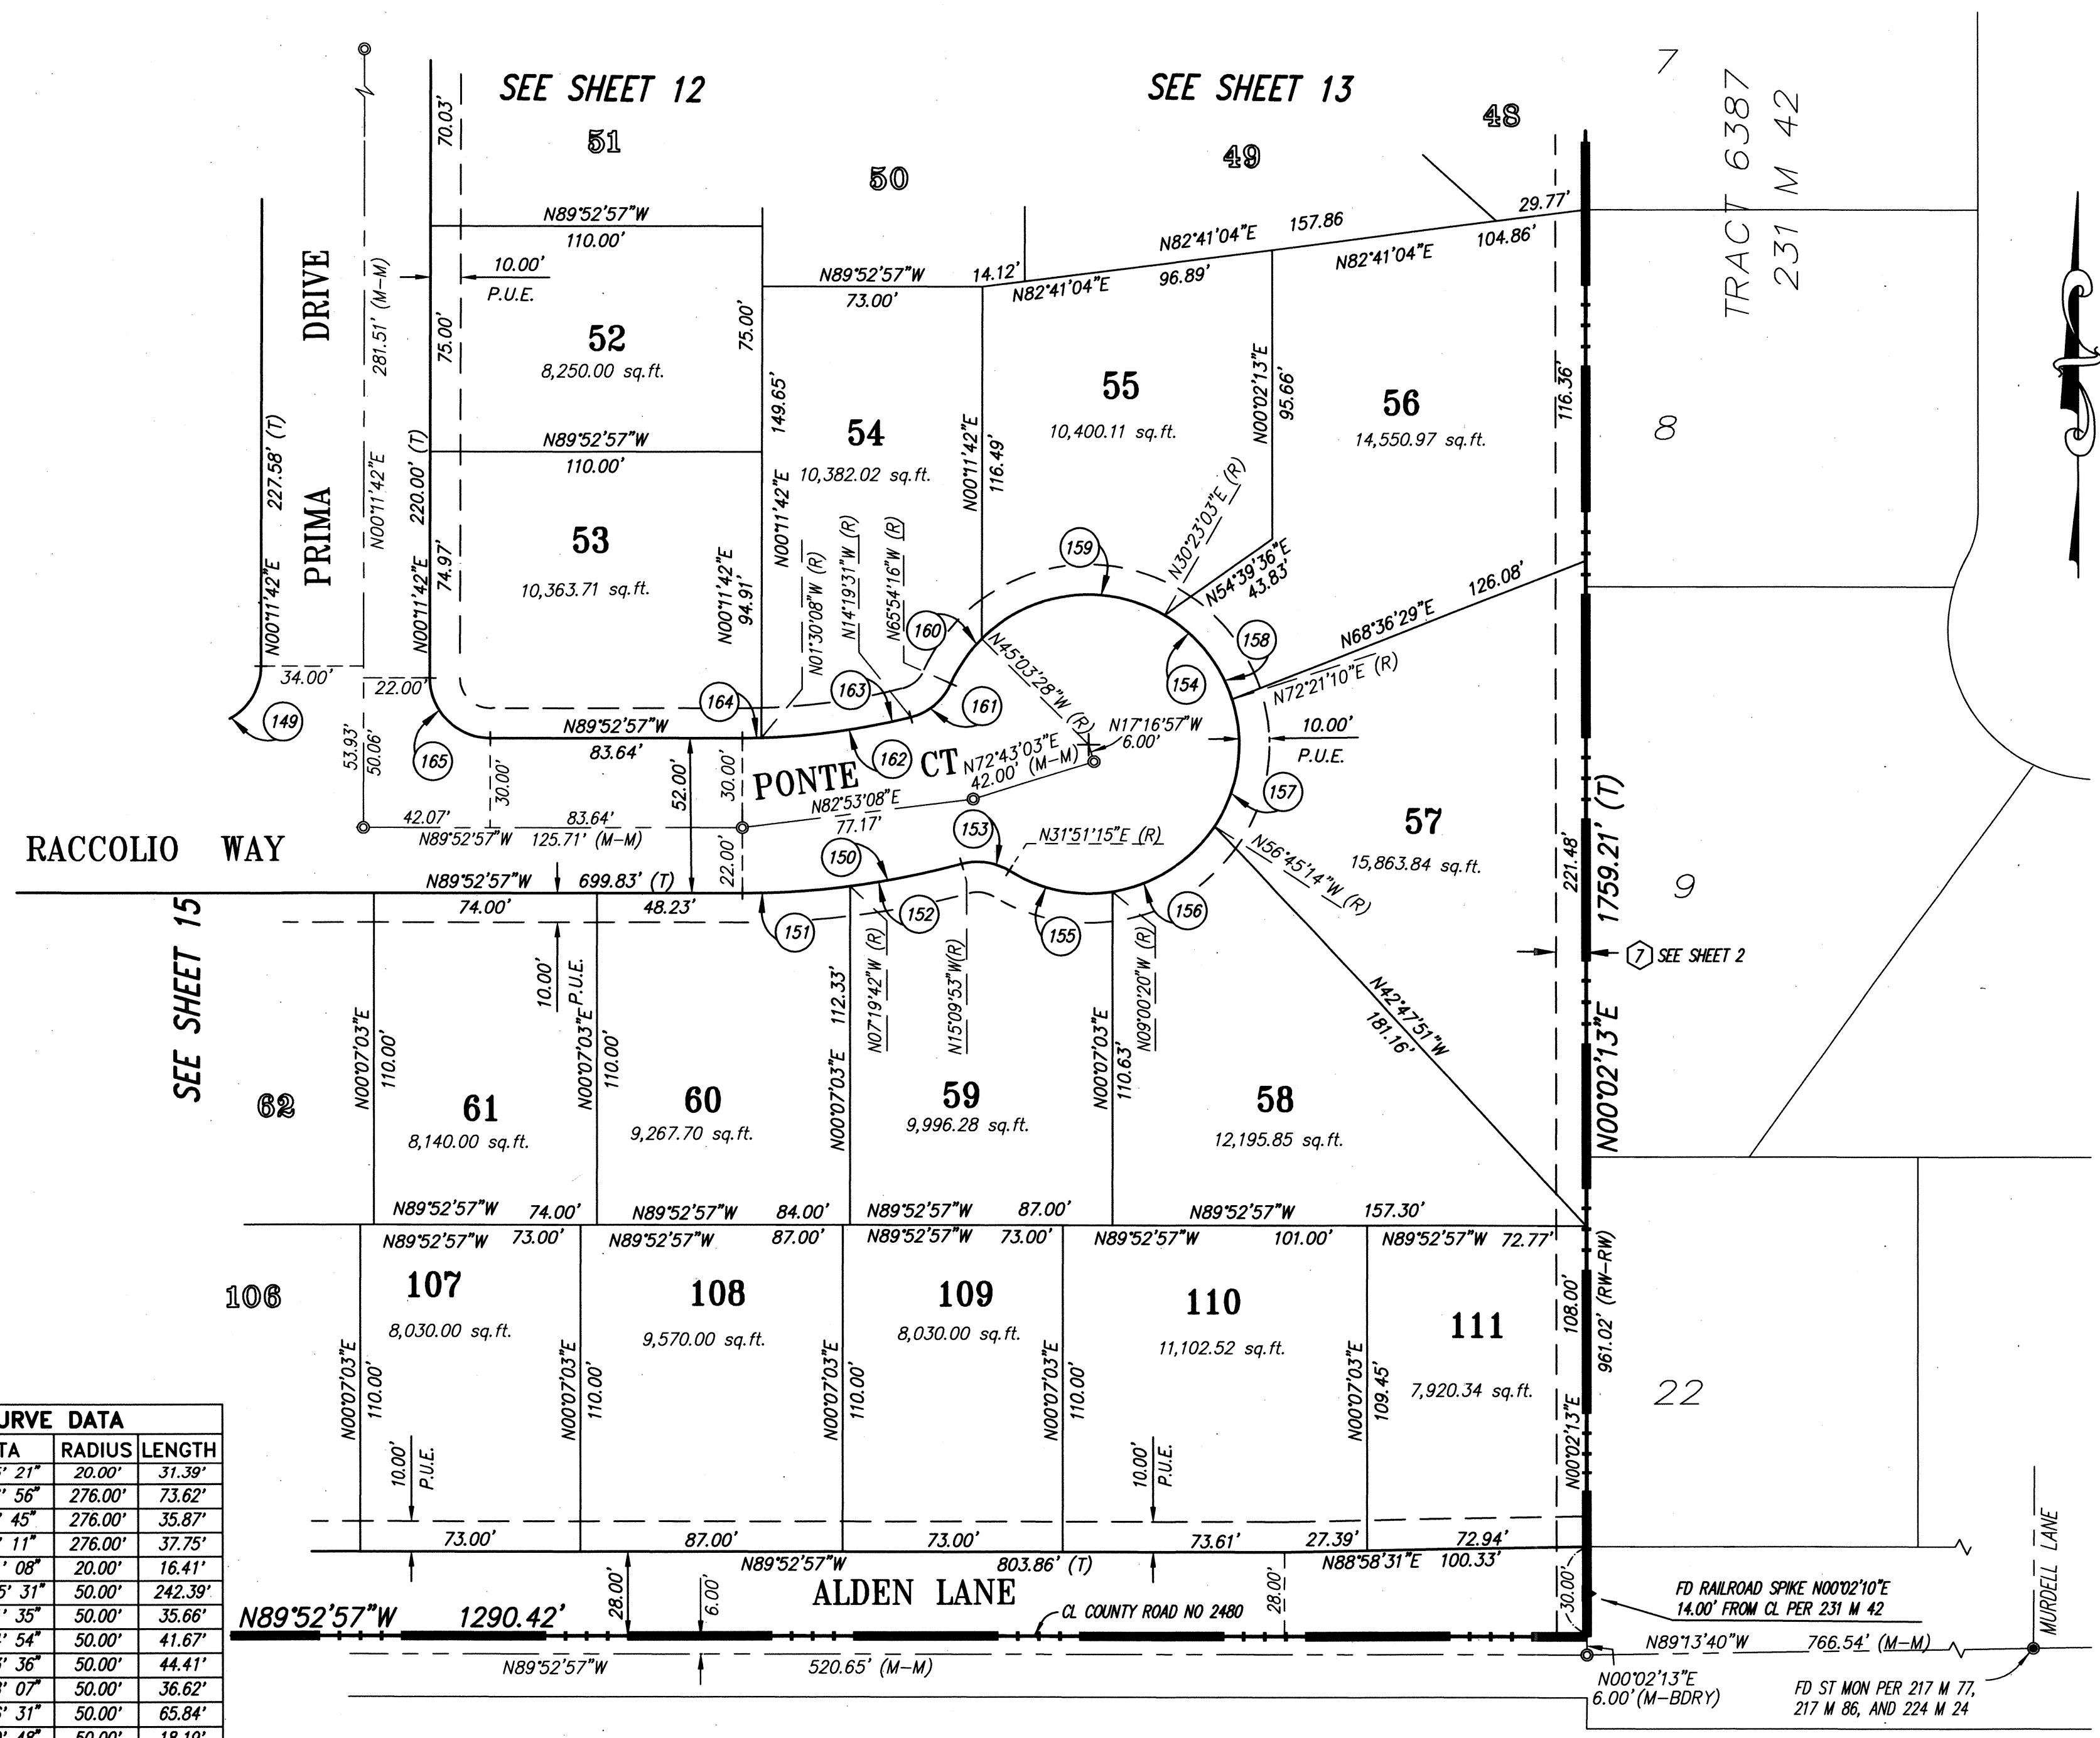 SEE SHEET 12
SEE SHEET 13
7
TRACT 6387
231 M 42
48
51
49
50
70.03'
N89°52'57"W
110.00'
10.00'
P.U.E.
29.77'
157.86
N82°41'04"E
104.86'
N82°41'04"E
96.89'
N82°41'04"E
14.12'
N89°52'57"W
73.00'
PRIMA DRIVE
281.51' (M-M)
N00°11'42"E
227.58' (T)
N00°11'42"E
220.00' (T)
N00°11'42"E
75.00'
74.97'
52
8,250.00 sq.ft.
75.00'
149.65'
N00°11'42"E
N89°52'57"W
110.00'
53
10,363.71 sq.ft.
N00°11'42"E
94.91'
54
10,382.02 sq.ft.
N00°11'42"E
116.49'
55
10,400.11 sq.ft.
N00°02'13"E
95.66'
56
14,550.97 sq.ft.
116.36'
8
N01°30'08"W (R)
N14°19'31"W (R)
N65°54'16"W (R)
N30°23'03"E (R)
N54°39'36"E
43.83'
159
160
158
154
N68°36'29"E
126.08'
N72°21'10"E (R)
N45°03'28"W (R)
N17°16'57"W
6.00'
10.00'
P.U.E.
34.00'
22.00'
149
165
164
163
161
162
N89°52'57"W
83.64'
53.93'
50.06'
30.00'
52.00'
30.00'
PONTE CT
N72°43'03"E
42.00' (M-M)
N82°53'08"E
77.17'
42.07'
83.64'
N89°52'57"W 125.71' (M-M)
22.00'
RACCOLIO WAY
N89°52'57"W 699.83' (T)
74.00'
48.23'
150
153
N31°51'15"E (R)
157
N56°45'14"W (R)
57
15,863.84 sq.ft.
221.48'
1759.21' (T)
N00°02'13"E
9
7
SEE SHEET 2
151
152
155
156
SEE SHEET 15
10.00'
P.U.E.
N07°19'42"W (R)
N15°09'53"W(R)
N09°00'20"W (R)
N42°47'51"W
181.16'
N00°07'03"E
110.00'
N00°07'03"E
110.00'
N00°07'03"E 112.33'
N00°07'03"E
110.63'
62
61
8,140.00 sq.ft.
60
9,267.70 sq.ft.
59
9,996.28 sq.ft.
58
12,195.85 sq.ft.
N89°52'57"W 74.00'
N89°52'57"W 84.00'
N89°52'57"W 87.00'
N89°52'57"W 157.30'
N89°52'57"W 73.00'
N89°52'57"W 87.00'
N89°52'57"W 73.00'
N89°52'57"W 101.00'
N89°52'57"W 72.77'
106
107
8,030.00 sq.ft.
108
9,570.00 sq.ft.
109
8,030.00 sq.ft.
110
11,102.52 sq.ft.
111
7,920.34 sq.ft.
108.00'
N00°02'13"E
961.02' (RW-RW)
22
N00°07'03"E
110.00'
N00°07'03"E
110.00'
N00°07'03"E
110.00'
N00°07'03"E
110.00'
N00°07'03"E
109.45'
10.00'
P.U.E.
10.00'
P.U.E.
73.00'
87.00'
73.00'
73.61'
27.39'
72.94'
N89°52'57"W 803.86' (T)
N88°58'31"E 100.33'
ALDEN LANE
28.00'
6.00'
28.00'
30.00'
N89°52'57"W 1290.42'
CL COUNTY ROAD NO 2480
N89°52'57"W 520.65' (M-M)
FD RAILROAD SPIKE N00°02'10"E
14.00' FROM CL PER 231 M 42
N89°13'40"W 766.54' (M-M)
MURDELL LANE
N00°02'13"E
6.00'(M-BDRY)
FD ST MON PER 217 M 77,
217 M 86, AND 224 M 24
URVE DATA
TA RADIUS LENGTH
' 21" 20.00' 31.39'
' 56" 276.00' 73.62'
' 45" 276.00' 35.87'
' 11" 276.00' 37.75'
' 08" 20.00' 16.41'
5' 31" 50.00' 242.39'
' 35" 50.00' 35.66'
' 54" 50.00' 41.67'
' 36" 50.00' 44.41'
' 07" 50.00' 36.62'
' 31" 50.00' 65.84'
' 48" 50.00' 18.19'